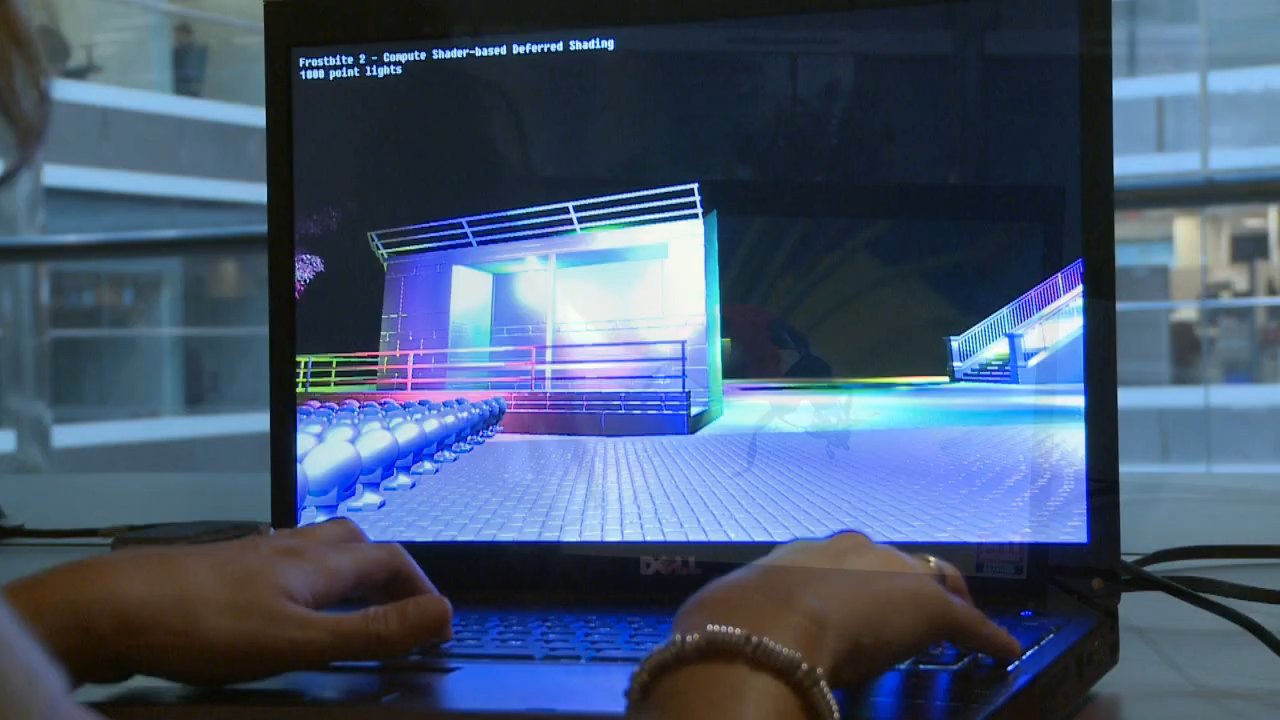 Frostbite 2 - Compute Shader-based Deferred Shading
1000 point lights
DELL